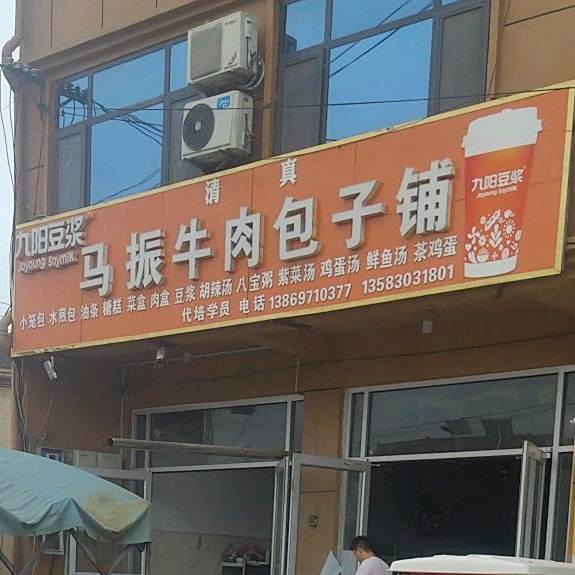 清真
九阳豆浆
Joyoung Soymilk
马振牛肉包子铺
九阳豆浆
Joyoung Soymilk
小笼包 水煎包 油条 糖糕 菜盒 肉盒 豆浆 胡辣汤 八宝粥 紫菜汤 鸡蛋汤 鲜鱼汤 茶鸡蛋
代培学员 电话 13869710377 13583031801